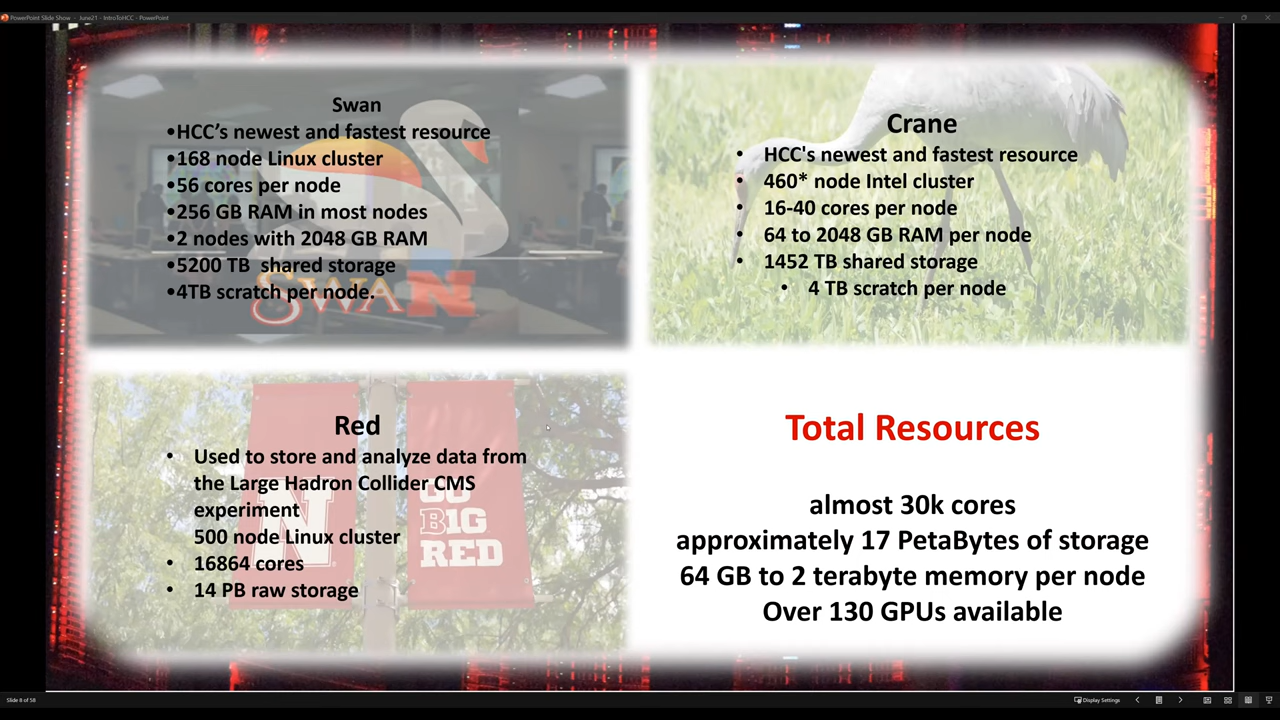 PowerPoint Slide Show - June21 - IntroToHCC - PowerPoint
Swan
•HCC’s newest and fastest resource
•168 node Linux cluster
•56 cores per node
•256 GB RAM in most nodes
•2 nodes with 2048 GB RAM
•5200 TB  shared storage
•4TB scratch per node.
SWAN
Crane
• HCC's newest and fastest resource
• 460* node Intel cluster
• 16-40 cores per node
• 64 to 2048 GB RAM per node
• 1452 TB shared storage
• 4 TB scratch per node
Red
• Used to store and analyze data from
the Large Hadron Collider CMS
experiment
500 node Linux cluster
• 16864 cores
• 14 PB raw storage
N
GO
BIG
RED
Total Resources
almost 30k cores
approximately 17 PetaBytes of storage
64 GB to 2 terabyte memory per node
Over 130 GPUs available
Slide 8 of 58
Display Settings